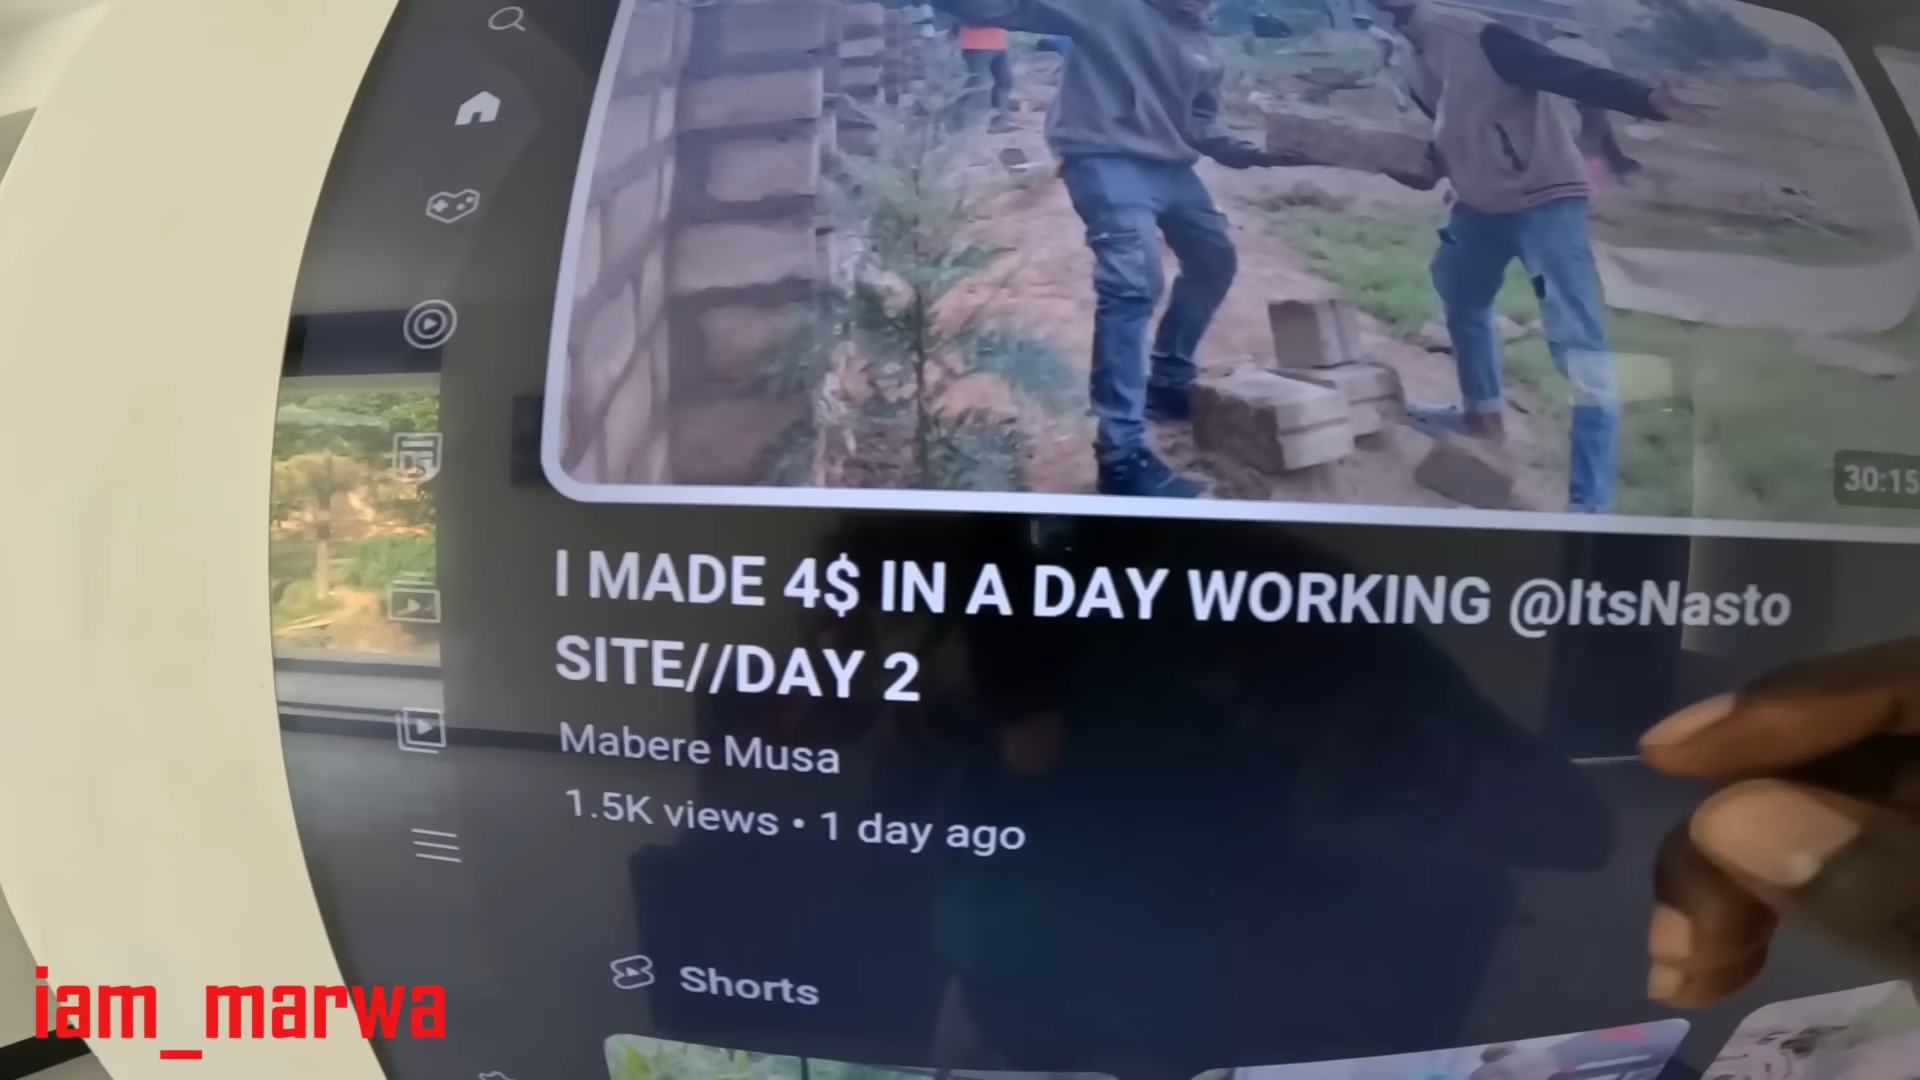 30:15
I MADE 4$ IN A DAY WORKING @ItsNasto
SITE//DAY 2
Mabere Musa
1.5K views • 1 day ago
Shorts
iam_marwa